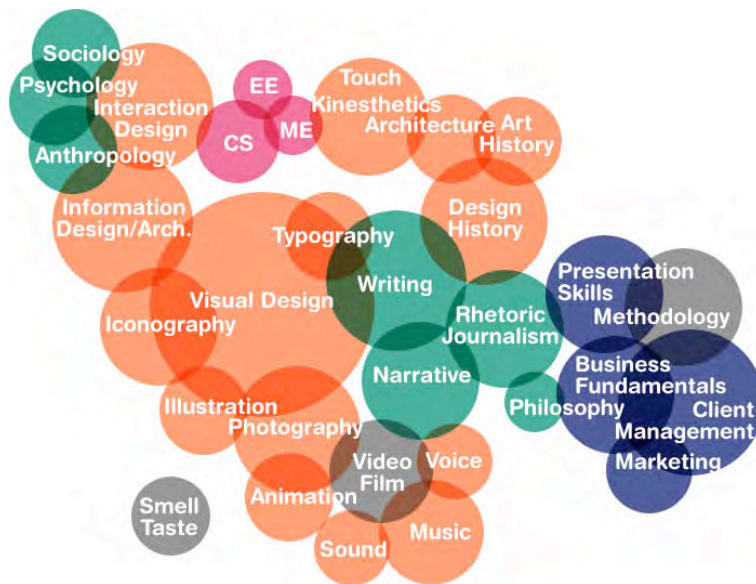 Sociology
Psychology
Interaction
Design
Anthropology
EE
CS
ME
Touch
Kinesthetics
Architecture
Art
History
Information
Design/Arch.
Typography
Design
History
Writing
Visual Design
Iconography
Rhetoric
Journalism
Presentation
Skills
Methodology
Narrative
Business
Fundamentals
Philosophy
Client
Management
Marketing
Illustration
Photography
Video
Film
Voice
Animation
Smell
Taste
Sound
Music